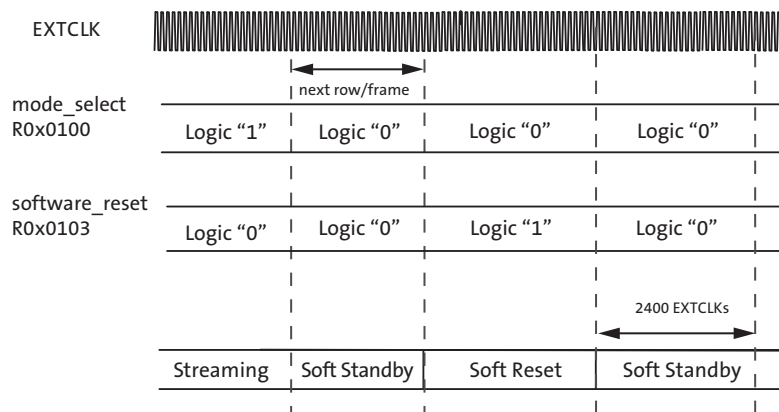 EXTCLK
next row/frame
mode_select
R0x0100
Logic “1” Logic “0” Logic “0” Logic “0”
software_reset
R0x0103
Logic “0” Logic “0” Logic “1” Logic “0”
2400 EXTCLKs
Streaming Soft Standby Soft Reset Soft Standby